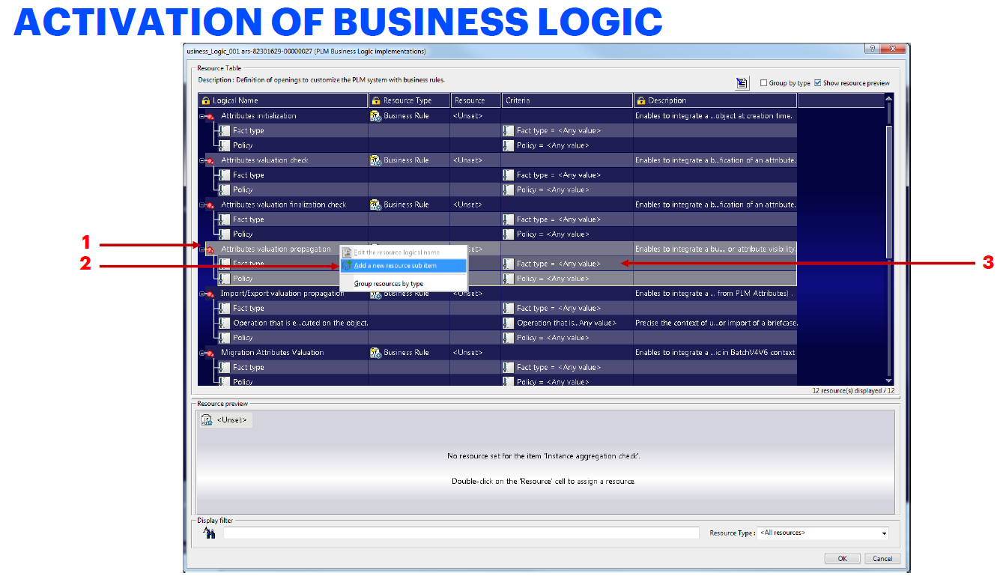 ACTIVATION OF BUSINESS LOGIC
usiness_Logic_001 ars-82301629-00000027 (PLM Business Logic implementations)
Resource Table
Description : Definition of openings to customize the PLM system with business rules.
Group by type Show resource preview
Logical Name Resource Type Resource Criteria Description
Attributes initialization Business Rule <Unset> Enables to integrate a ...object at creation time.
Fact type Fact type = <Any value>
Policy Policy = <Any value>
Attributes valuation check Business Rule <Unset> Enables to integrate a b...fication of an attribute.
Fact type Fact type = <Any value>
Policy Policy = <Any value>
Attributes valuation finalization check Business Rule <Unset> Enables to integrate a b...fication of an attribute.
Fact type Fact type = <Any value>
Policy Policy = <Any value>
1 Attributes valuation propagation set> Enables to integrate a bu..., or attribute visibility.
Edit the resource logical name
2 Fact type Add a new resource sub item Fact type = <Any value> 3
Policy Policy = <Any value>
Group resources by type
Import/Export valuation propagation Business Rule <Unset> Enables to integrate a ... from PLM Attributes) .
Fact type Fact type = <Any value>
Operation that is e...cuted on the object. Operation that is...Any value> Precise the context of u...or import of a briefcase.
Policy Policy = <Any value>
Migration Attributes Valuation Business Rule <Unset> Enables to integrate a ...ic in BatchV4V6 context
Fact type Fact type = <Any value>
Policy Policy = <Any value>
12 resource(s) displayed / 12
Resource preview
<Unset>
No resource set for the item 'Instance aggregation check'.
Double-click on the 'Resource' cell to assign a resource.
Display filter
Resource Type : <All resources>
OK Cancel